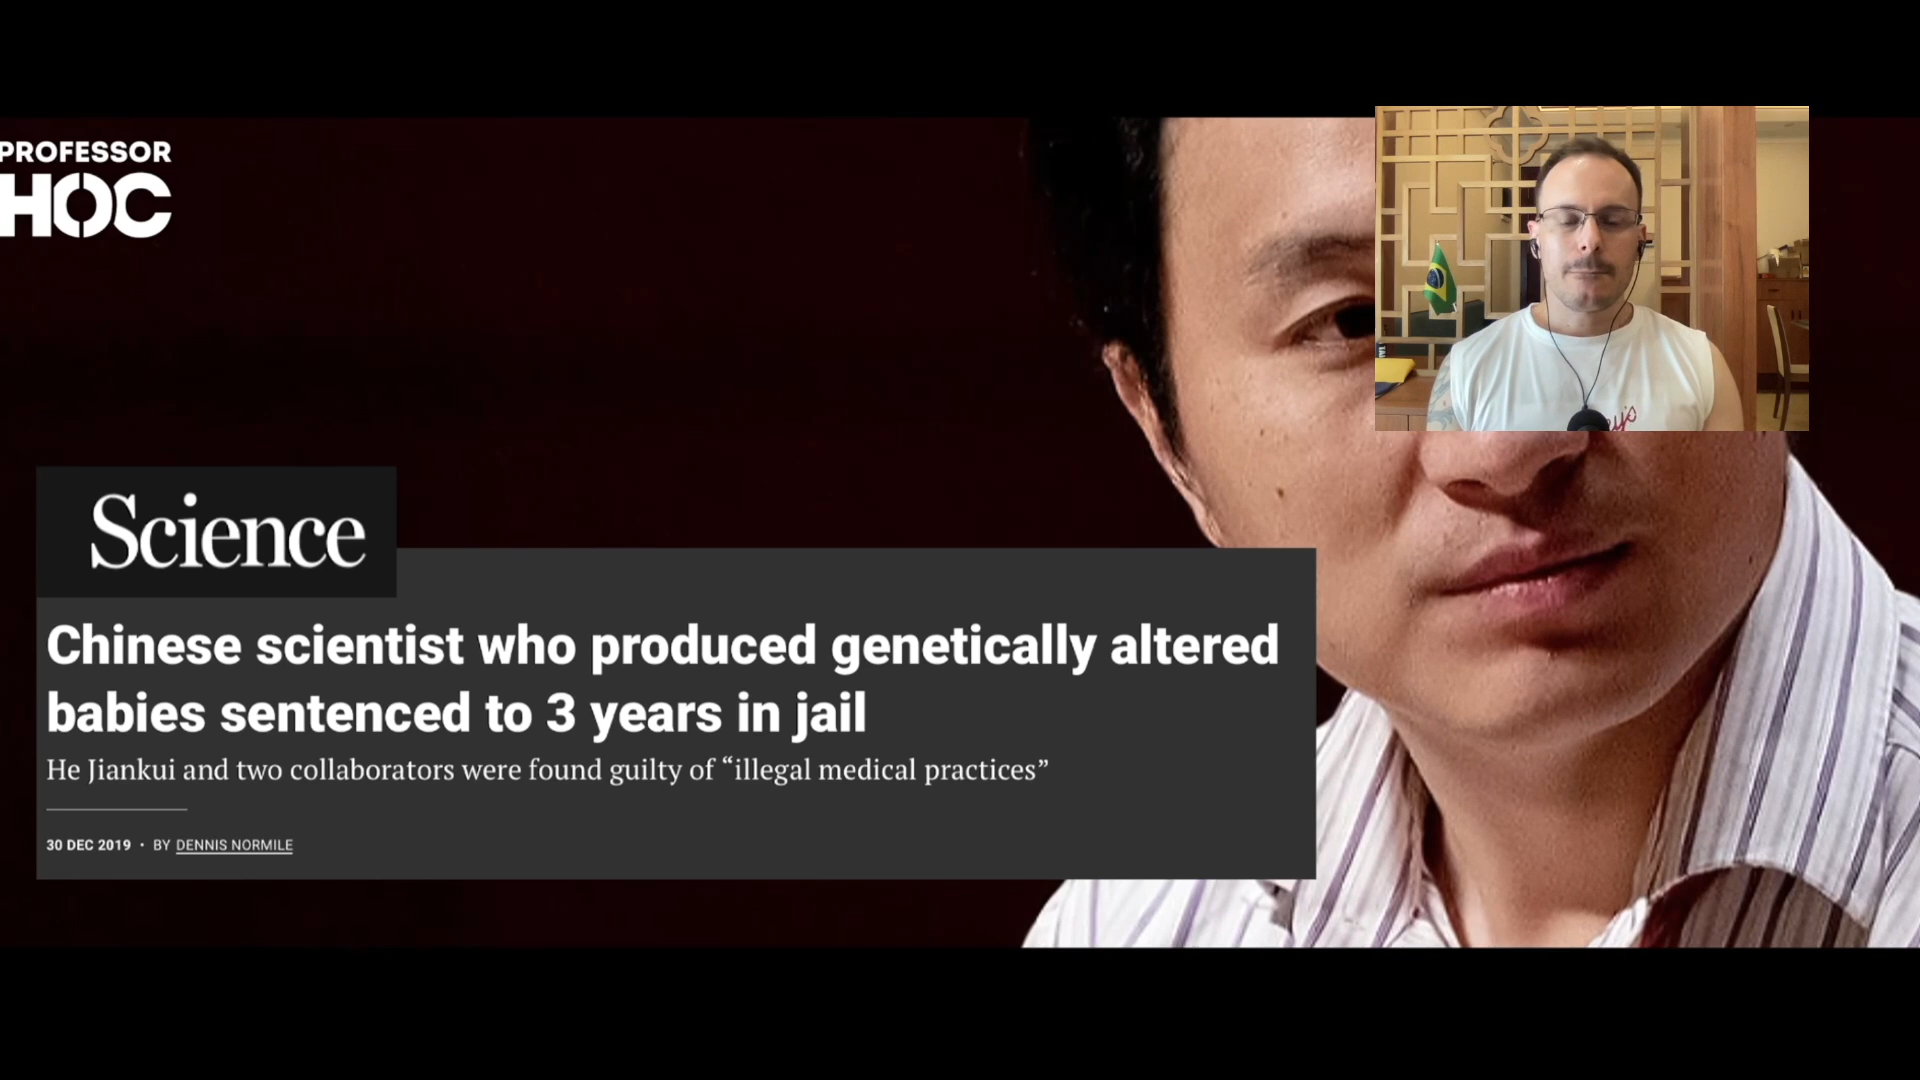 PROFESSOR
HOC
Science
Chinese scientist who produced genetically altered
babies sentenced to 3 years in jail
He Jiankui and two collaborators were found guilty of “illegal medical practices”
30 DEC 2019 • BY DENNIS NORMILE